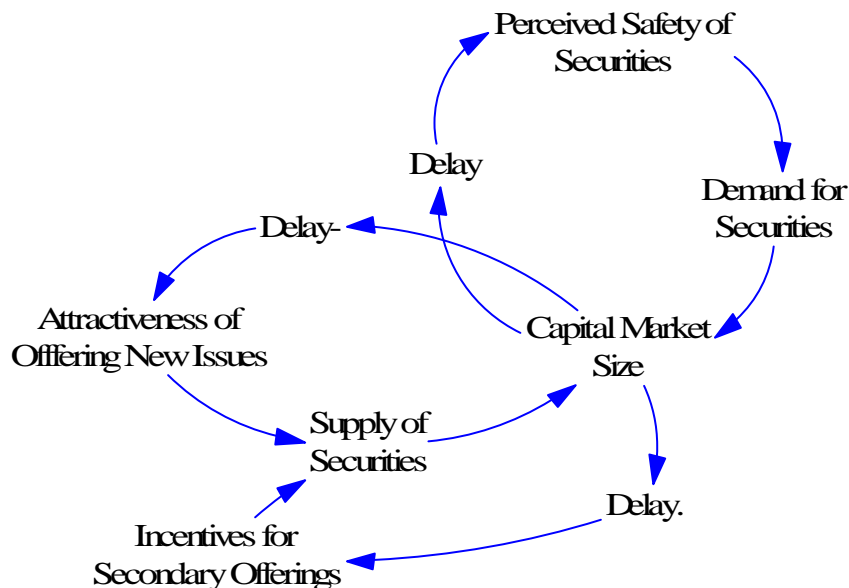 Perceived Safety of
Securities
Delay
Demand for
Securities
Delay-
Attractiveness of
Offfering New Issues
Capital Market
Size
Supply of
Securities
Delay.
Incentives for
Secondary Offerings